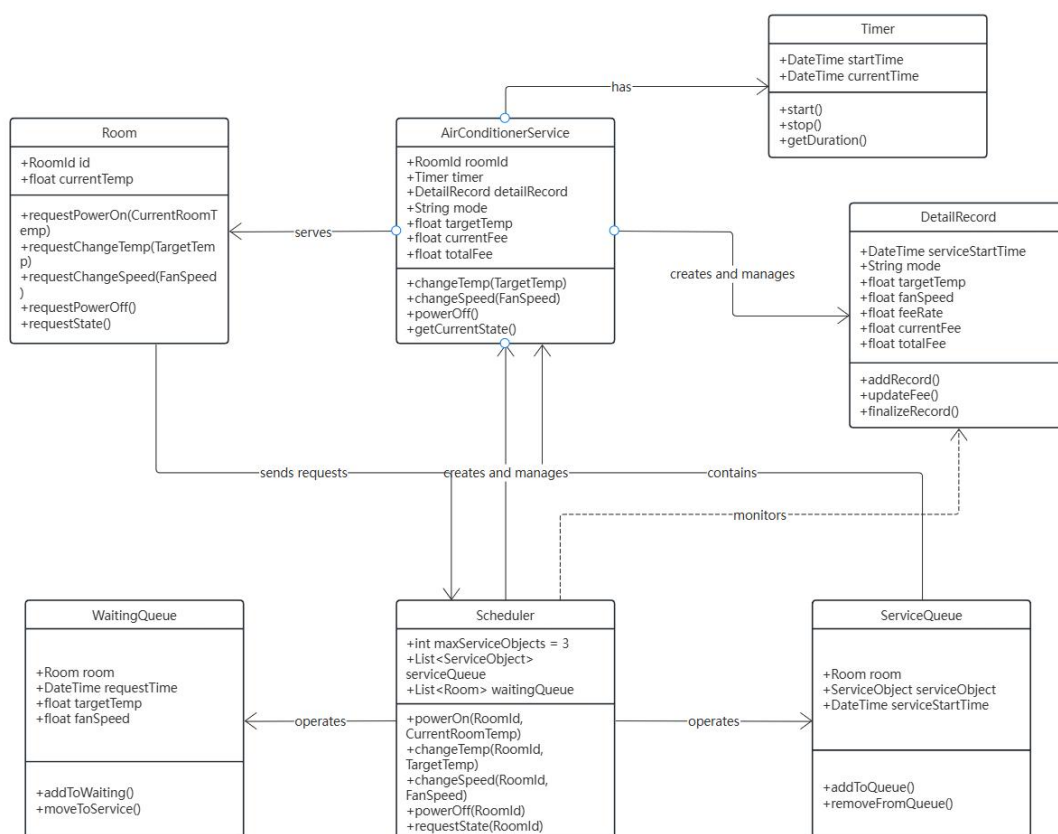 Timer
+DateTime startTime
+DateTime currentTime
+start()
+stop()
+getDuration()
has
Room
+RoomId id
+float currentTemp
+requestPowerOn(CurrentRoomT
emp)
+requestChangeTemp(TargetTem
p)
+requestChangeSpeed(FanSpeed
)
+requestPowerOff()
+requestState()
serves
AirConditionerService
+RoomId roomId
+Timer timer
+DetailRecord detailRecord
+String mode
+float targetTemp
+float currentFee
+float totalFee
+changeTemp(TargetTemp)
+changeSpeed(FanSpeed)
+powerOff()
+getCurrentState()
creates and manages
DetailRecord
+DateTime serviceStartTime
+String mode
+float targetTemp
+float fanSpeed
+float feeRate
+float currentFee
+float totalFee
+addRecord()
+updateFee()
+finalizeRecord()
sends requests
creates and manages
contains
monitors
WaitingQueue
+Room room
+DateTime requestTime
+float targetTemp
+float fanSpeed
+addToWaiting()
+moveToService()
operates
Scheduler
+int maxServiceObjects = 3
+List<ServiceObject>
serviceQueue
+List<Room> waitingQueue
+powerOn(RoomId,
CurrentRoomTemp)
+changeTemp(RoomId,
TargetTemp)
+changeSpeed(RoomId,
FanSpeed)
+powerOff(RoomId)
+requestState(RoomId)
operates
ServiceQueue
+Room room
+ServiceObject serviceObject
+DateTime serviceStartTime
+addToQueue()
+removeFromQueue()